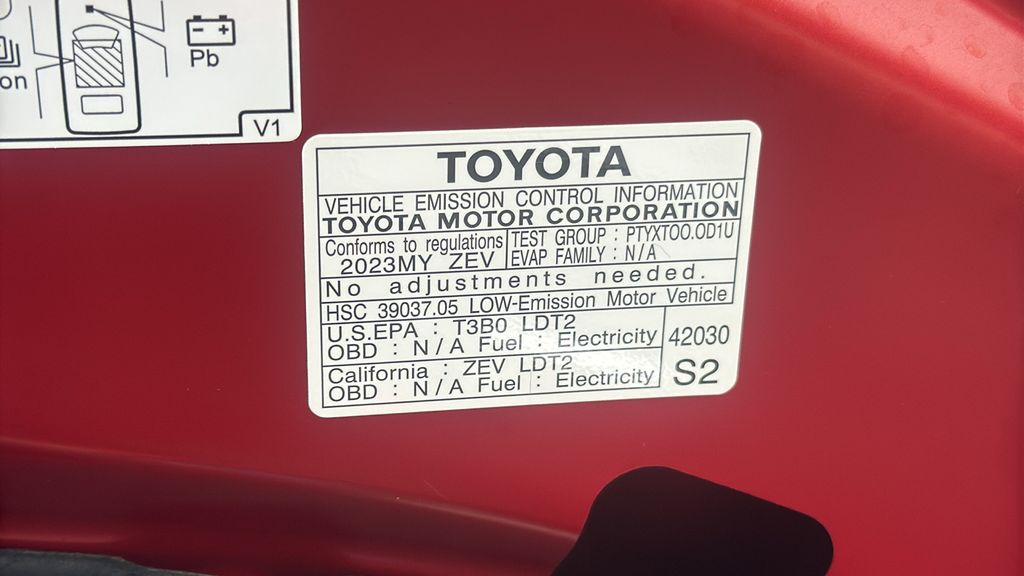 on
Pb
V1
TOYOTA
VEHICLE EMISSION CONTROL INFORMATION
TOYOTA MOTOR CORPORATION
Conforms to regulations
2023MY ZEV
TEST GROUP : PTYXT00.0D1U
EVAP FAMILY : N/A
No adjustments needed.
HSC 39037.05 LOW-Emission Motor Vehicle
U.S.EPA : T3B0 LDT2
OBD : N/A Fuel : Electricity
California : ZEV LDT2
OBD : N/A Fuel : Electricity
42030
S2